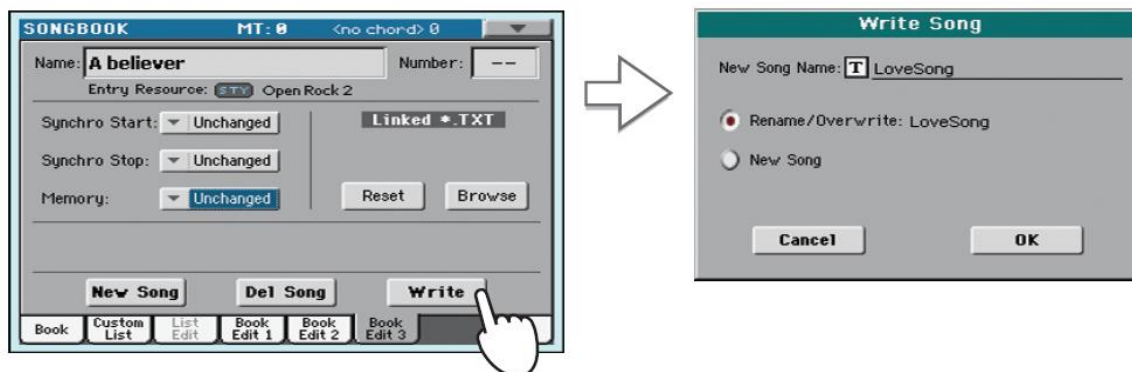 SONGBOOK MT: 0 <no chord> 0
Name: A believer Number: --
Entry Resource: STY Open Rock 2
Synchro Start: Unchanged Linked *.TXT
Synchro Stop: Unchanged
Memory: Unchanged Reset Browse
New Song Del Song Write
Book Custom List List Edit Book Edit 1 Book Edit 2 Book Edit 3
Write Song
New Song Name: T LoveSong
Rename/Overwrite: LoveSong
New Song
Cancel OK